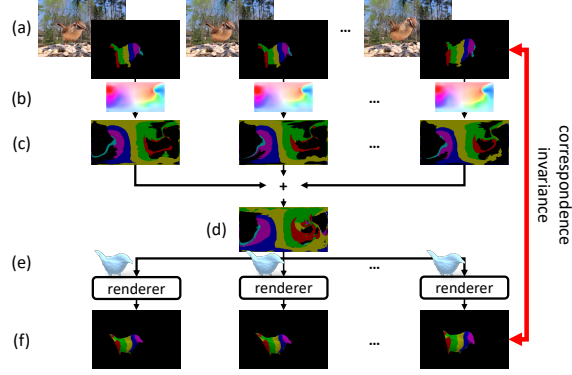 (a)
...
(b)
...
(c)
...
+
(d)
(e)
...
renderer
renderer
renderer
(f)
...
correspondence
invariance